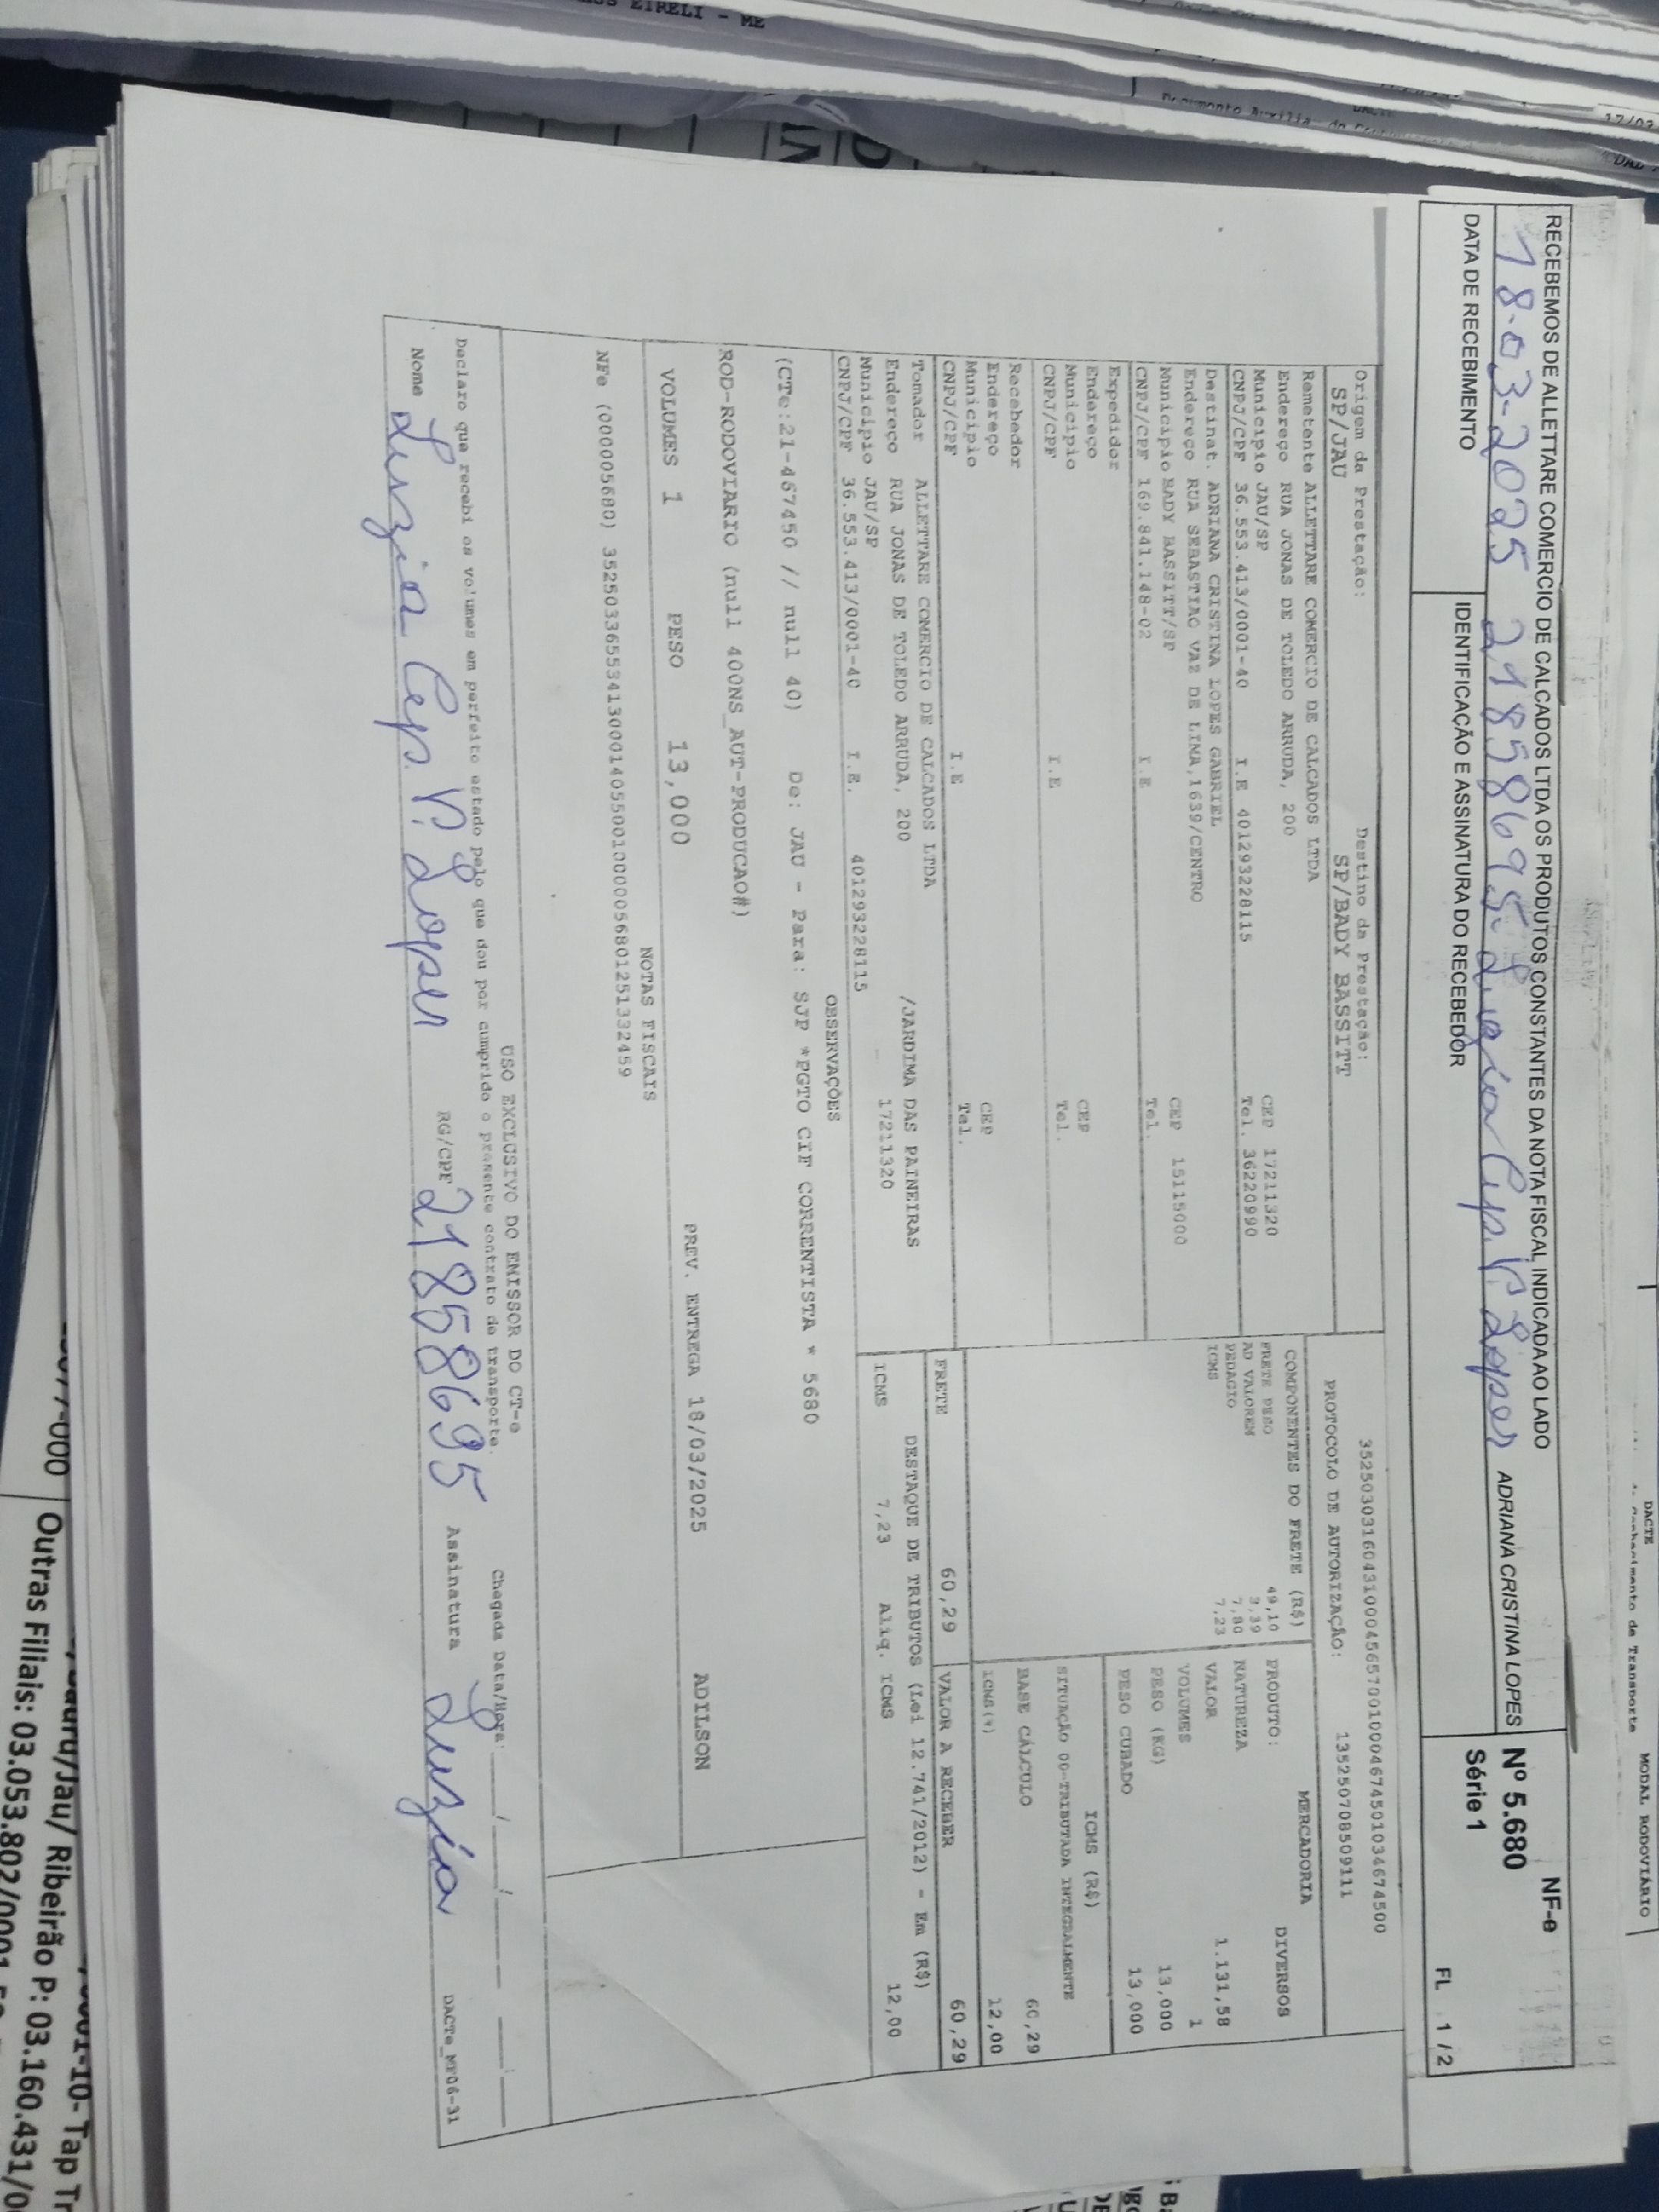 EIRELI - ME
RECEBEMOS DE ALLETTARE COMERCIO DE CALCADOS LTDA OS PRODUTOS CONSTANTES DA NOTA FISCAL INDICADA AO LADO
NF-e
18-03-2025 21858695 Luzia Cep. V. Lopes ADRIANA CRISTINA LOPES
Nº 5.680
DATA DE RECEBIMENTO
IDENTIFICAÇÃO E ASSINATURA DO RECEBEDOR
Série 1
FL 1 / 2
DACTE
MODAL RODOVIÁRIO
Origem da Prestação:
SP/JAU
Destino da Prestação:
SP/BADY BASSITT
PROTOCOLO DE AUTORIZAÇÃO: 135250708509111
Remetente ALLETTARE COMERCIO DE CALCADOS LTDA
Endereço RUA JONAS DE TOLEDO ARRUDA, 200
CEP 17211320
Município JAU/SP
Tel. 36220990
CNPJ/CPF 36.553.413/0001-40 I.E 401293228115
Destinat. ADRIANA CRISTINA LOPES GABRIEL
Endereço RUA SEBASTIAO VAZ DE LIMA,1639/CENTRO
Município BADY BASSITT/SP
CEP 15115000
CNPJ/CPF 169.841.148-02 I.E
Tel.
Expedidor
Endereço
Município
CEP
CNPJ/CPF I.E
Tel.
Recebedor
Endereço
Município
CEP
CNPJ/CPF I.E
Tel.
Tomador ALLETTARE COMERCIO DE CALCADOS LTDA
Endereço RUA JONAS DE TOLEDO ARRUDA, 200 /JARDIMA DAS PAINEIRAS
Município JAU/SP
17211320
CNPJ/CPF 36.553.413/0001-40 I.E. 401293228115
COMPONENTES DO FRETE (R$)
FRETE PESO 49,10
AD VALOREM 3,39
PEDAGIO 7,80
ICMS 7,23
MERCADORIA
PRODUTO: DIVERSOS
NATUREZA
VALOR 1.131,58
VOLUMES 1
PESO (KG) 13,000
PESO CUBADO 13,000
ICMS (R$)
SITUAÇÃO 00-TRIBUTADA INTEGRALMENTE
BASE CÁLCULO 60,29
ICMS(%) 12,00
FRETE 60,29
VALOR A RECEBER 60,29
DESTAQUE DE TRIBUTOS (Lei 12.741/2012) - Em (R$)
ICMS 7,23 Aliq. ICMS 12,00
OBSERVAÇÕES
(CTe:21-467450 // null 40) De: JAU - Para: SJP *PGTO CIF CORRENTISTA * 5680
ROD-RODOVIARIO (null 400NS_AUT-PRODUCAO#)
VOLUMES 1 PESO 13,000 PREV. ENTREGA 18/03/2025 ADILSON
NOTAS FISCAIS
NFe (000005680) 35250336553413000140550010000056801251332459
USO EXCLUSIVO DO EMISSOR DO CT-e
Declaro que recebi os volumes em perfeito estado pelo que dou por cumprido o presente contrato de transporte.
Chegada Data/Hora: ___/___/___ ___:___
Nome Luzia Cep. V. Lopes RG/CPF 21858695 Assinatura Luzia
DACTe_MF06-31
Outras Filiais: 03.053.802/0001
/Jau/ Ribeirão P: 03.160.431/0